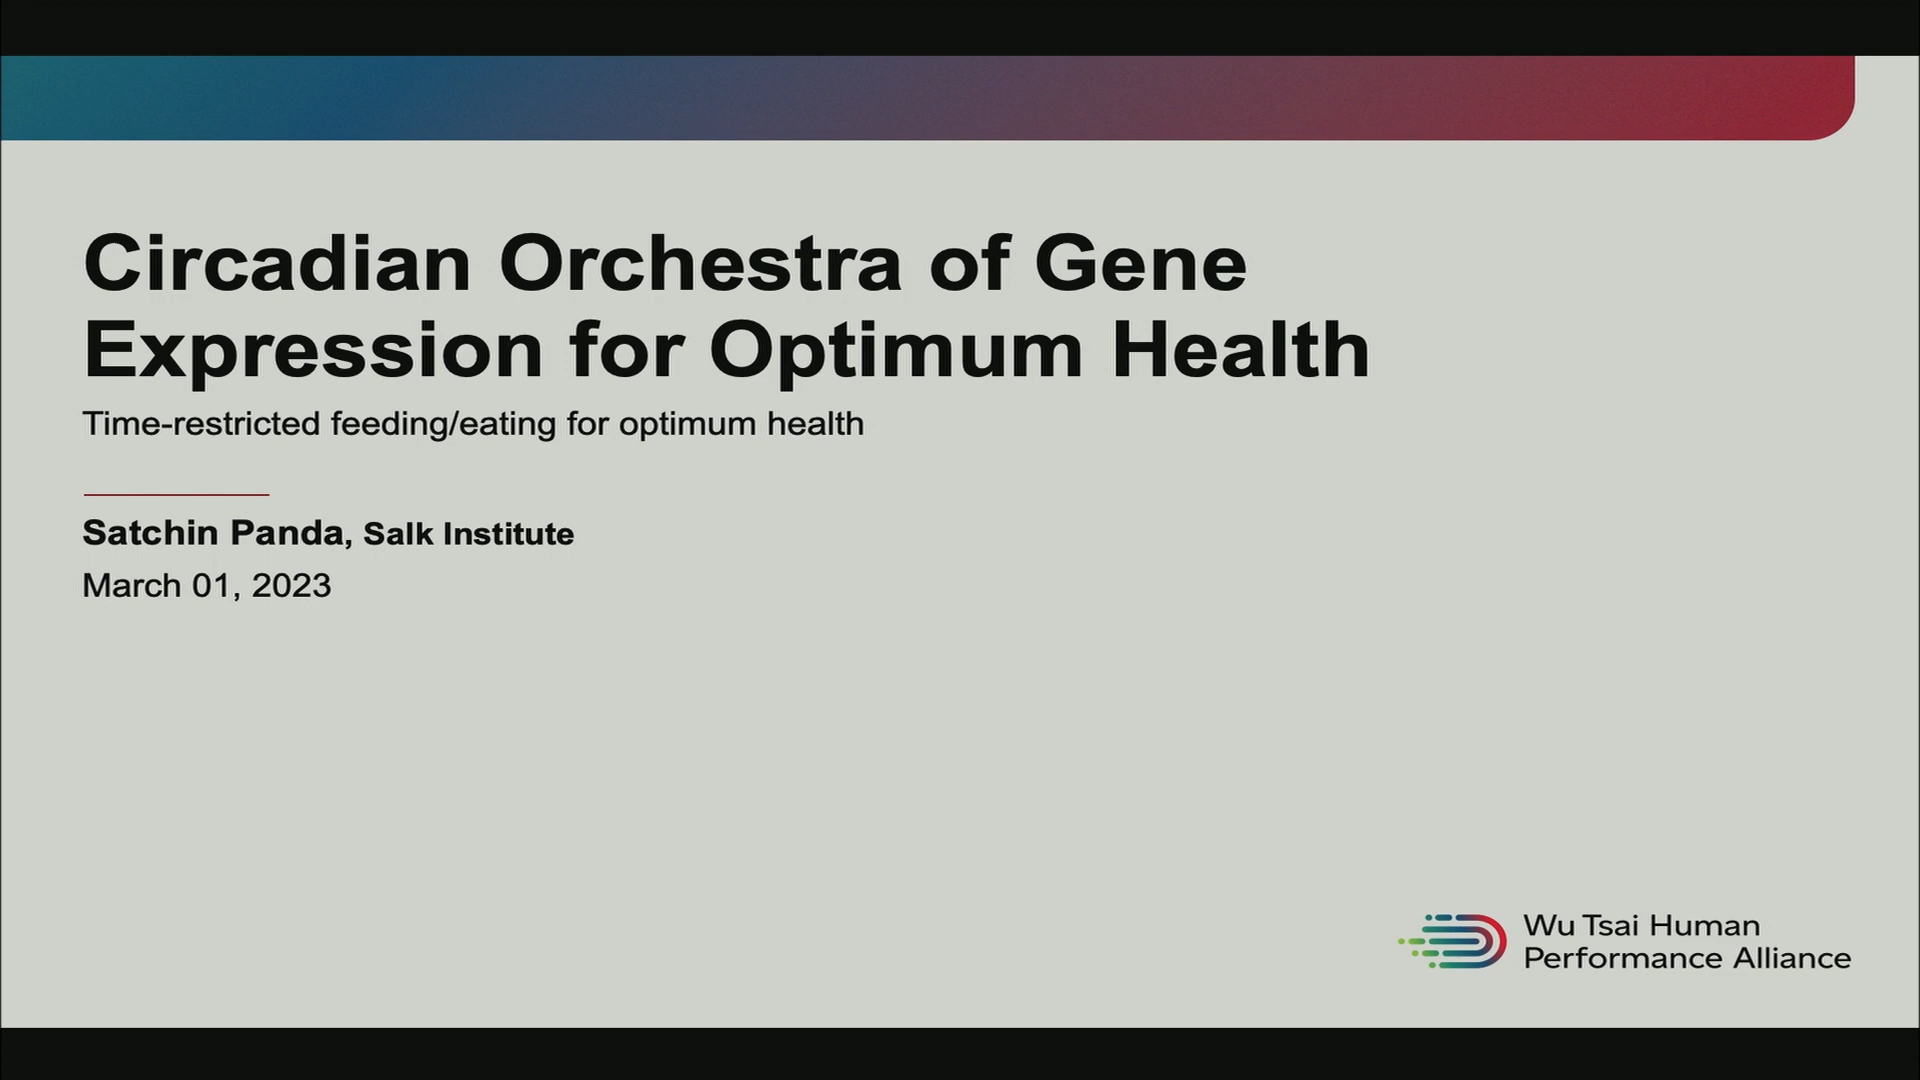 Circadian Orchestra of Gene
Expression for Optimum Health
Time-restricted feeding/eating for optimum health
Satchin Panda, Salk Institute
March 01, 2023
Wu Tsai Human
Performance Alliance